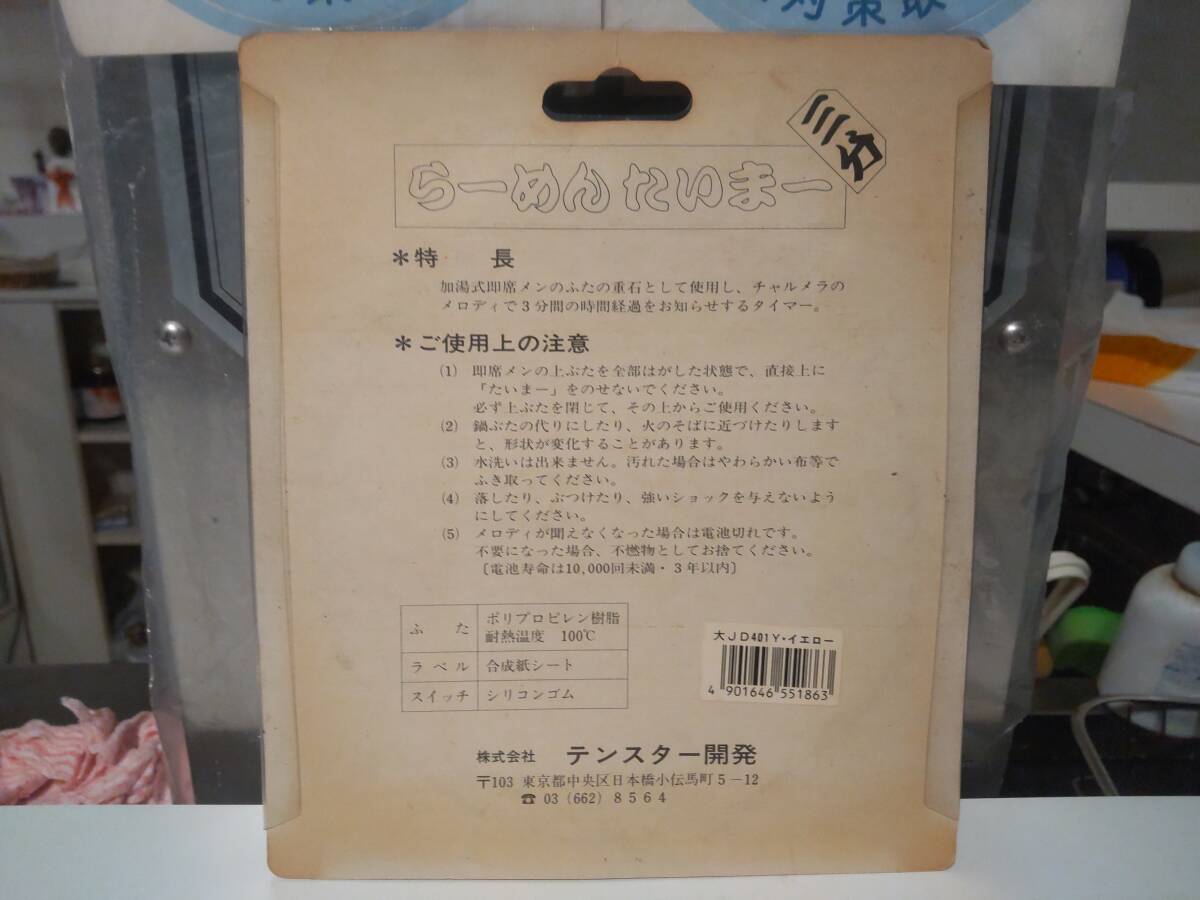 対策
三分
らーめんたいまー
＊特　長
加湯式即席メンのふたの重石として使用し、チャルメラの
メロディで3分間の時間経過をお知らせするタイマー。
＊ご使用上の注意
(1) 即席メンの上ぶたを全部はがした状態で、直接上に
「たいまー」をのせないでください。
必ず上ぶたを閉じて、その上からご使用ください。
(2) 鍋ぶたの代りにしたり、火のそばに近づけたりします
と、形状が変化することがあります。
(3) 水洗いは出来ません。汚れた場合はやわらかい布等で
ふき取ってください。
(4) 落したり、ぶつけたり、強いショックを与えないよう
にしてください。
(5) メロディが聞えなくなった場合は電池切れです。
不要になった場合、不燃物としてお捨てください。
〔電池寿命は10,000回未満・3年以内〕
ふた ポリプロピレン樹脂
耐熱温度 100℃
ラベル 合成紙シート
スイッチ シリコンゴム
大JD401Y・イエロー
4 901646 551863
株式会社 テンスター開発
〒103 東京都中央区日本橋小伝馬町5－12
☎ 03 (662) 8564